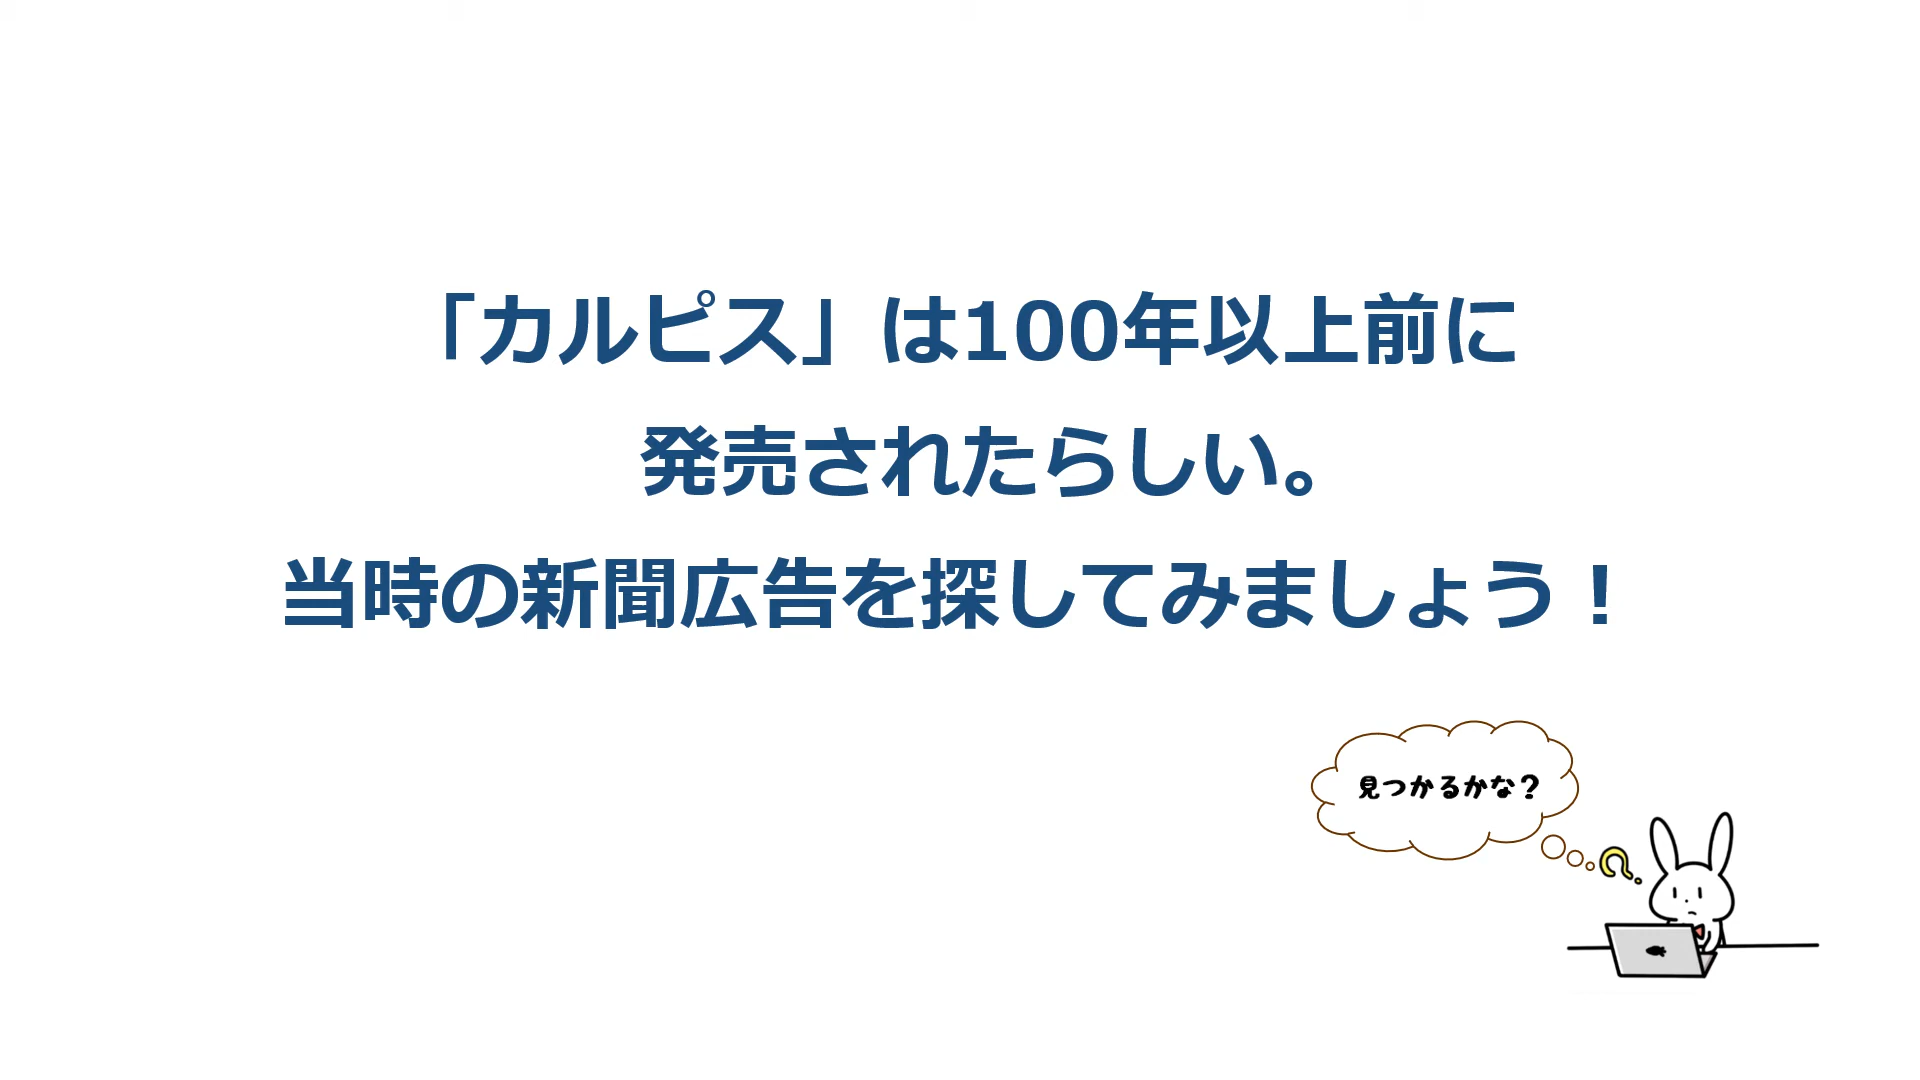 「カルピス」は100年以上前に
発売されたらしい。
当時の新聞広告を探してみましょう！
見つかるかな？